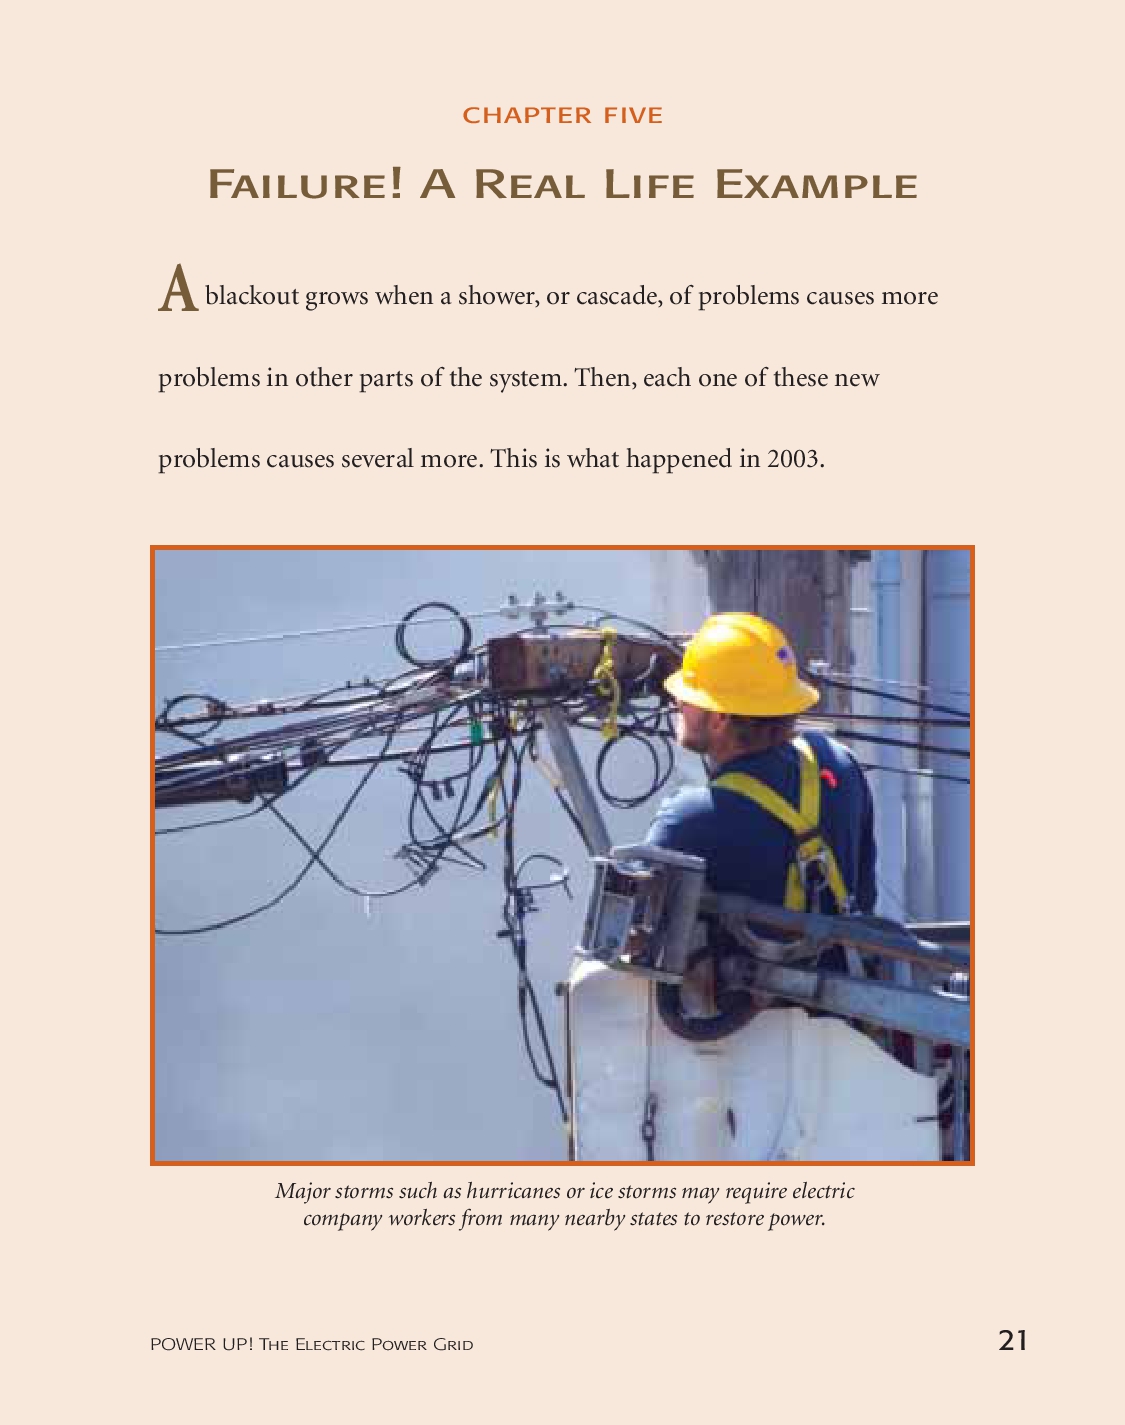 CHAPTER FIVE
FAILURE! A REAL LIFE EXAMPLE
A blackout grows when a shower, or cascade, of problems causes more
problems in other parts of the system. Then, each one of these new
problems causes several more. This is what happened in 2003.
Major storms such as hurricanes or ice storms may require electric
company workers from many nearby states to restore power.
POWER UP! THE ELECTRIC POWER GRID 21